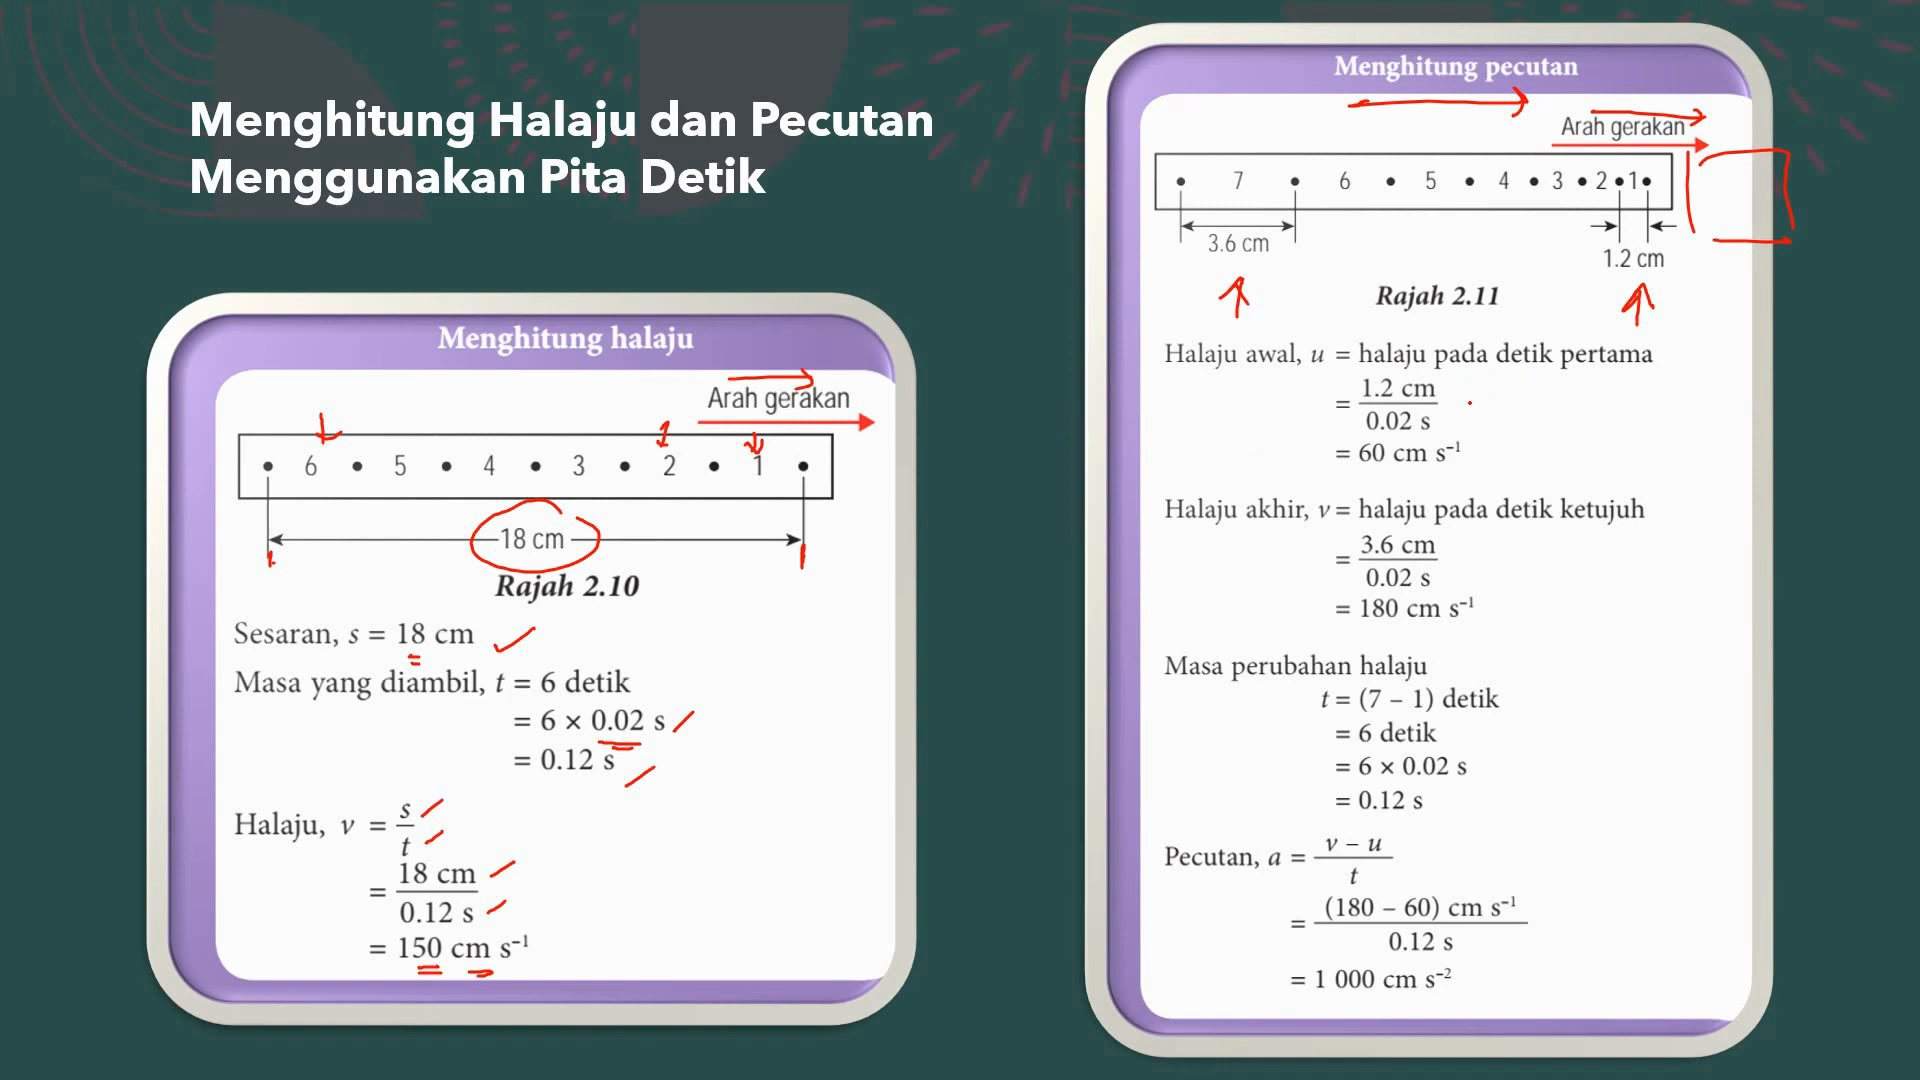 Menghitung Halaju dan Pecutan
Menggunakan Pita Detik
Menghitung halaju
Arah gerakan
6 5 4 3 2 1
18 cm
Rajah 2.10
Sesaran, s = 18 cm
Masa yang diambil, t = 6 detik
= 6 × 0.02 s
= 0.12 s
Halaju, v = s/t
= 18 cm/0.12 s
= 150 cm s⁻¹
Menghitung pecutan
Arah gerakan
7 6 5 4 3 2 1
3.6 cm
1.2 cm
Rajah 2.11
Halaju awal, u = halaju pada detik pertama
= 1.2 cm/0.02 s
= 60 cm s⁻¹
Halaju akhir, v = halaju pada detik ketujuh
= 3.6 cm/0.02 s
= 180 cm s⁻¹
Masa perubahan halaju
t = (7 – 1) detik
= 6 detik
= 6 × 0.02 s
= 0.12 s
Pecutan, a = v – u/t
= (180 – 60) cm s⁻¹/0.12 s
= 1 000 cm s⁻²